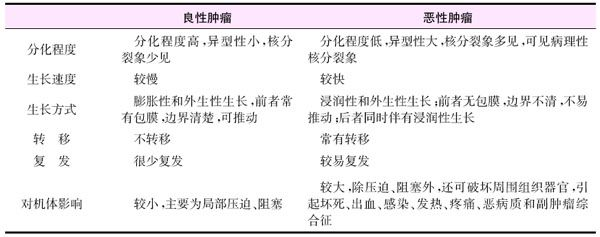 良性肿瘤 恶性肿瘤
分化程度 分化程度高,异型性小,核分裂象少见 分化程度低,异型性大,核分裂象多见,可见病理性核分裂象
生长速度 较慢 较快
生长方式 膨胀性和外生性生长,前者常有包膜,边界清楚,可推动 浸润性和外生性生长;前者无包膜,边界不清,不易推动;后者同时伴有浸润性生长
转 移 不转移 常有转移
复 发 很少复发 较易复发
对机体影响 较小,主要为局部压迫、阻塞 较大,除压迫、阻塞外,还可破坏周围组织器官,引起坏死、出血、感染、发热、疼痛、恶病质和副肿瘤综合征